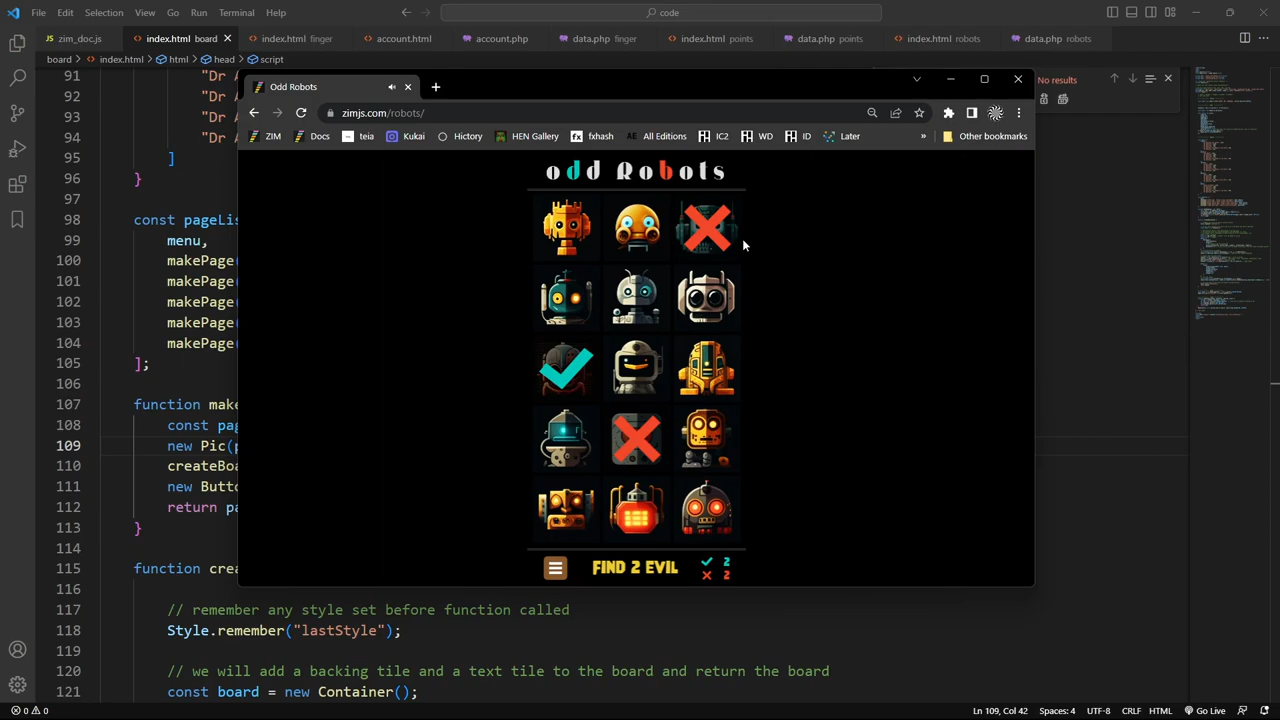 File Edit Selection View Go Run Terminal Help
code
zim_doc.js index.html board index.html finger account.html account.php data.php finger index.html points data.php points index.html robots data.php robots
board index.html html head script
91 "Dr A
92 "Dr A
93 "Dr A
94 "Dr A
95 ]
96 }
97
98 const pageLis
99 menu,
100 makePage(
101 makePage(
102 makePage(
103 makePage(
104 makePage(
105 ];
106
107 function make
108 const pag
109 new Pic(p
110 createBoa
111 new Butto
112 return pa
113 }
114
115 function crea
116
117 // remember any style set before function called
118 Style.remember("lastStyle");
119
120 // we will add a backing tile and a text tile to the board and return the board
121 const board = new Container();
No results
Odd Robots
zimjs.com/robots
ZIM Docs teia Kukai History HEN Gallery fxhash All Editions IC2 WD ID Later Other bookmarks
odd Robots
FIND 2 EVIL
2
2
0 0 Ln 109, Col 42 Spaces: 4 UTF-8 CRLF HTML Go Live